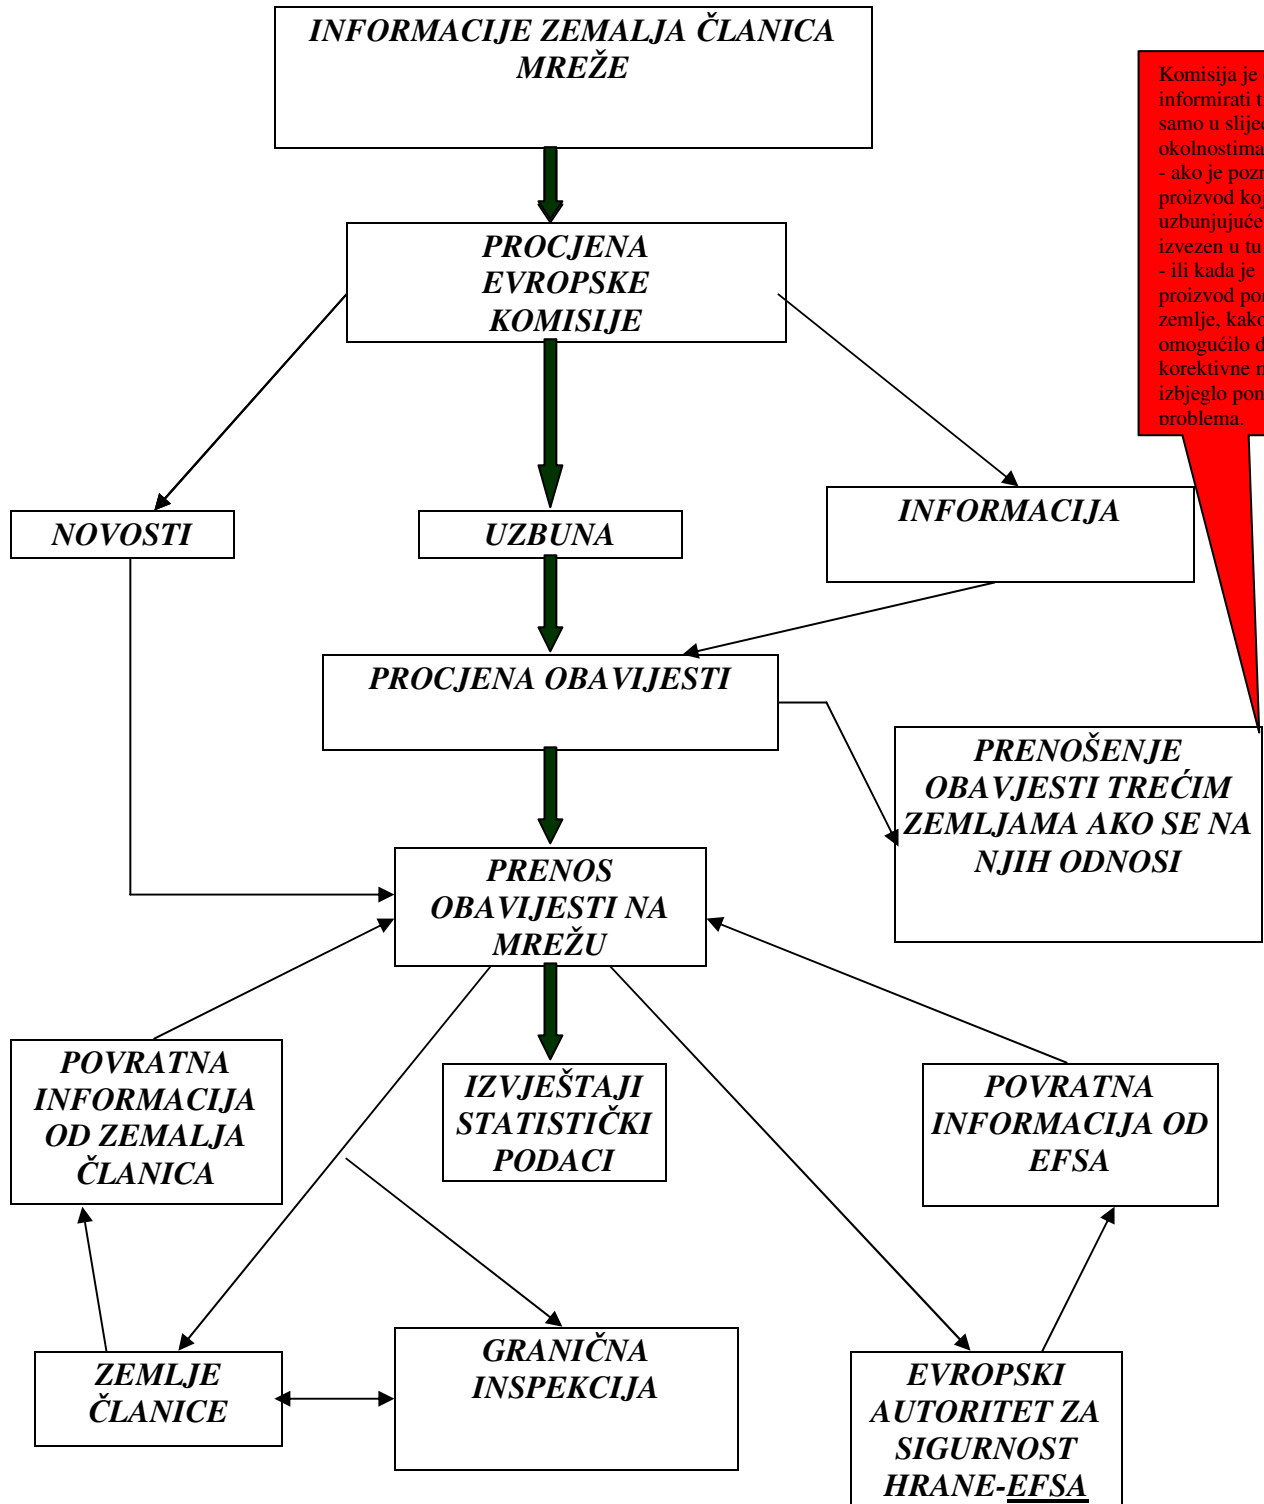 INFORMACIJE ZEMALJA ČLANICA
MREŽE
Komisija je
informirati
samo u
okolnostima
- ako je
proizvod
uzbunjujuće
izvezen u tu
- ili kada je
proizvod
zemlje, kako
omogućilo
korektivne
izbjeglo
problema.
PROCJENA
EVROPSKE
KOMISIJE
NOVOSTI
UZBUNA
INFORMACIJA
PROCJENA OBAVIJESTI
PRENOŠENJE
OBAVJESTI TREĆIM
ZEMLJAMA AKO SE NA
NJIH ODNOSI
PRENOS
OBAVIJESTI NA
MREŽU
POVRATNA
INFORMACIJA
OD ZEMALJA
ČLANICA
IZVJEŠTAJI
STATISTIČKI
PODACI
POVRATNA
INFORMACIJA OD
EFSA
ZEMLJE
ČLANICE
GRANIČNA
INSPEKCIJA
EVROPSKI
AUTORITET ZA
SIGURNOST
HRANE-EFSA